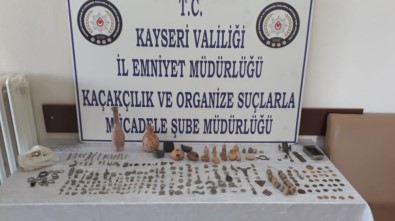 T.C.
KAYSERİ VALİLİĞİ
İL EMNİYET MÜDÜRLÜĞÜ
KAÇAKÇILIK VE ORGANİZE SUÇLARLA
MÜCADELE ŞUBE MÜDÜRLÜĞÜ